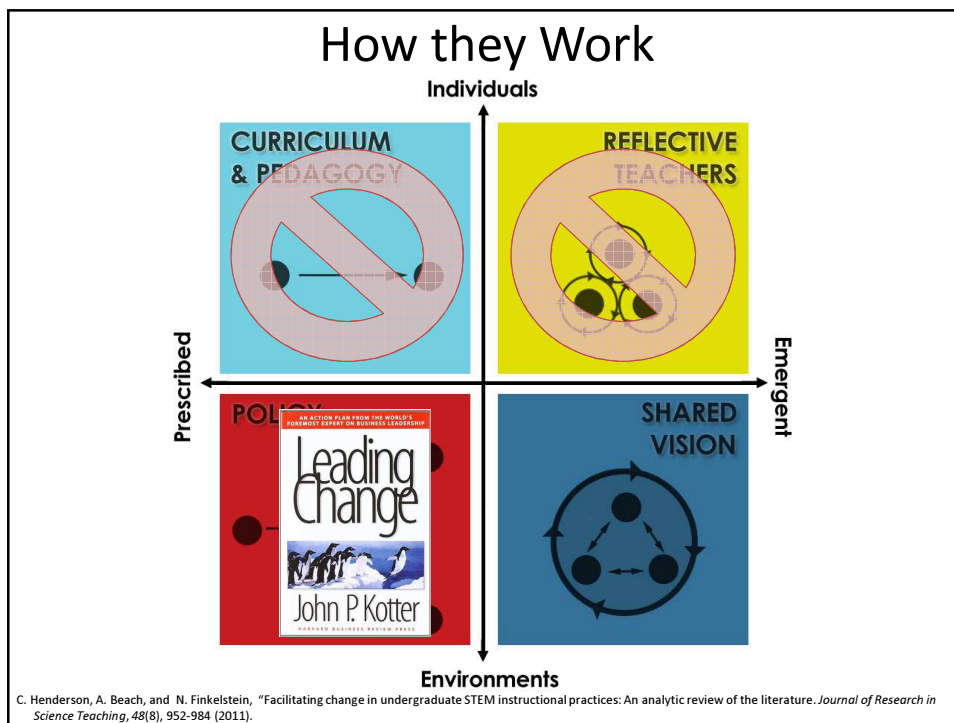 How they Work
Individuals
CURRICULUM
& PEDAGOGY
REFLECTIVE
TEACHERS
Prescribed
Emergent
POLICY
AN ACTION PLAN FROM THE WORLD'S
FOREMOST EXPERT ON BUSINESS LEADERSHIP
Leading
Change
John P. Kotter
HARVARD BUSINESS REVIEW PRESS
SHARED
VISION
Environments
C. Henderson, A. Beach, and N. Finkelstein, “Facilitating change in undergraduate STEM instructional practices: An analytic review of the literature. Journal of Research in
Science Teaching, 48(8), 952-984 (2011).